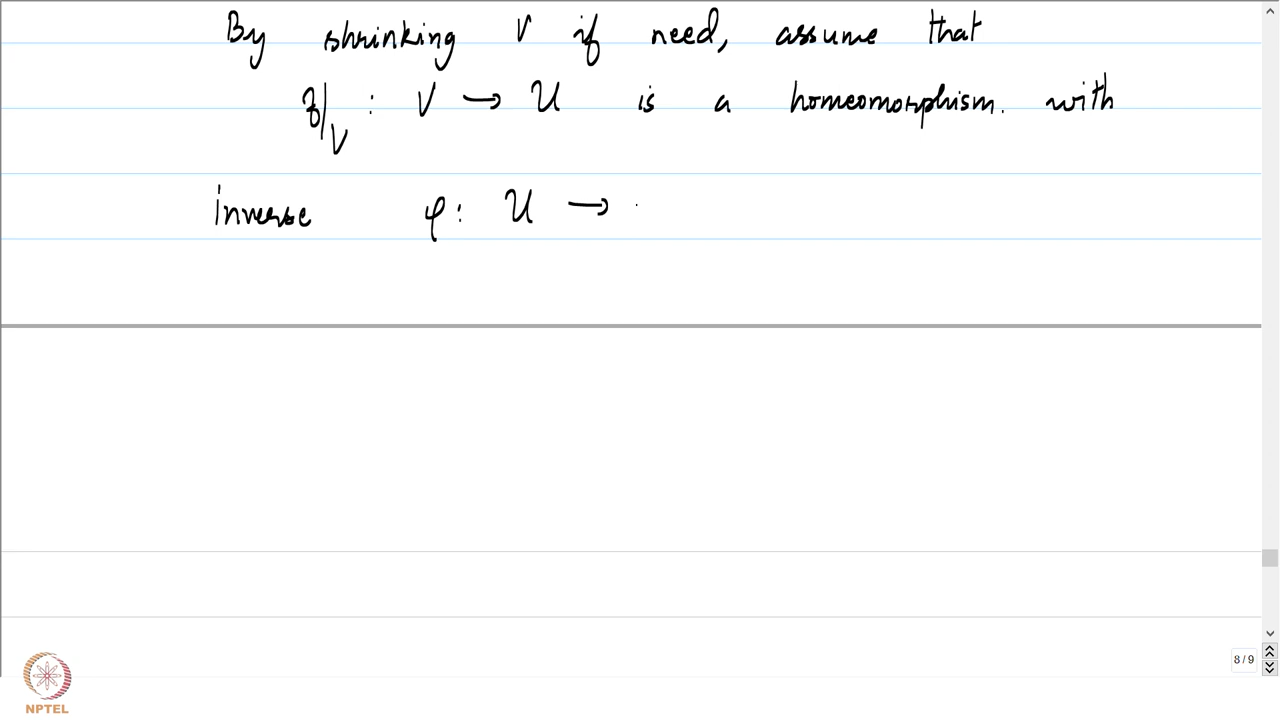 By shrinking V if need, assume that
q/V : V → U is a homeomorphism. with
inverse φ: U →
8 / 9
NPTEL